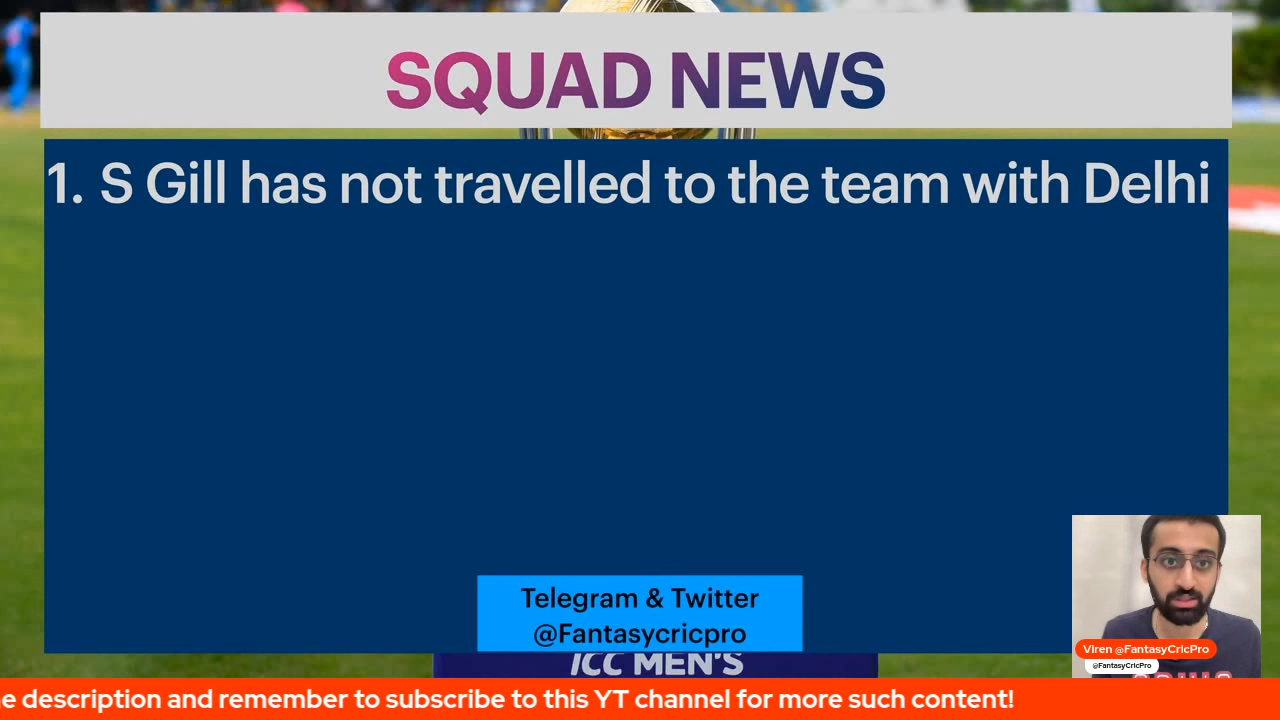 SQUAD NEWS
1. S Gill has not travelled to the team with Delhi
Telegram & Twitter
@Fantasycricpro
ICC MEN'S
Viren @FantasyCricPro
@FantasyCricPro
description and remember to subscribe to this YT channel for more such content!